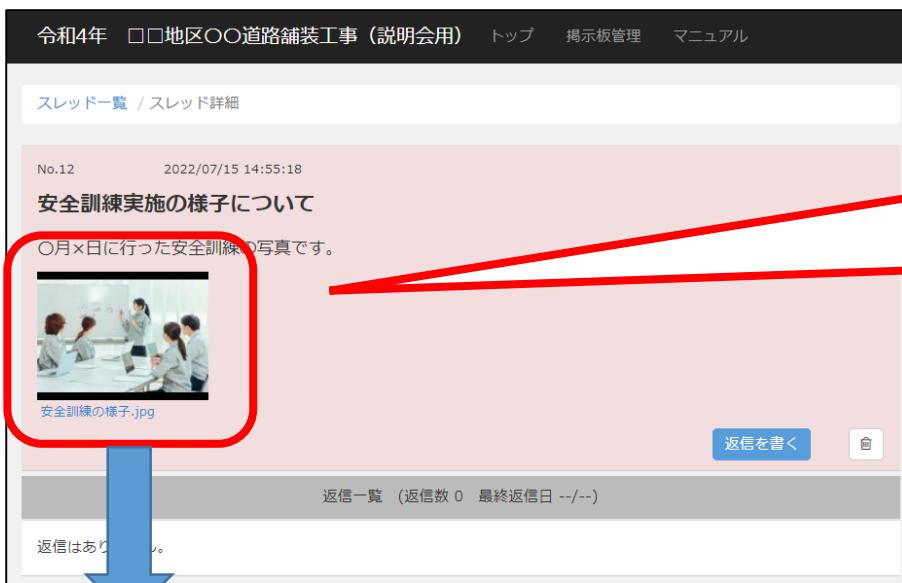 令和4年　□□地区〇〇道路舗装工事（説明会用）　トップ　掲示板管理　マニュアル
スレッド一覧 / スレッド詳細
No.12　2022/07/15 14:55:18
安全訓練実施の様子について
〇月×日に行った安全訓練の写真です。
安全訓練の様子.jpg
返信を書く
返信一覧　(返信数 0　最終返信日 --/--)
返信はあり　ん。